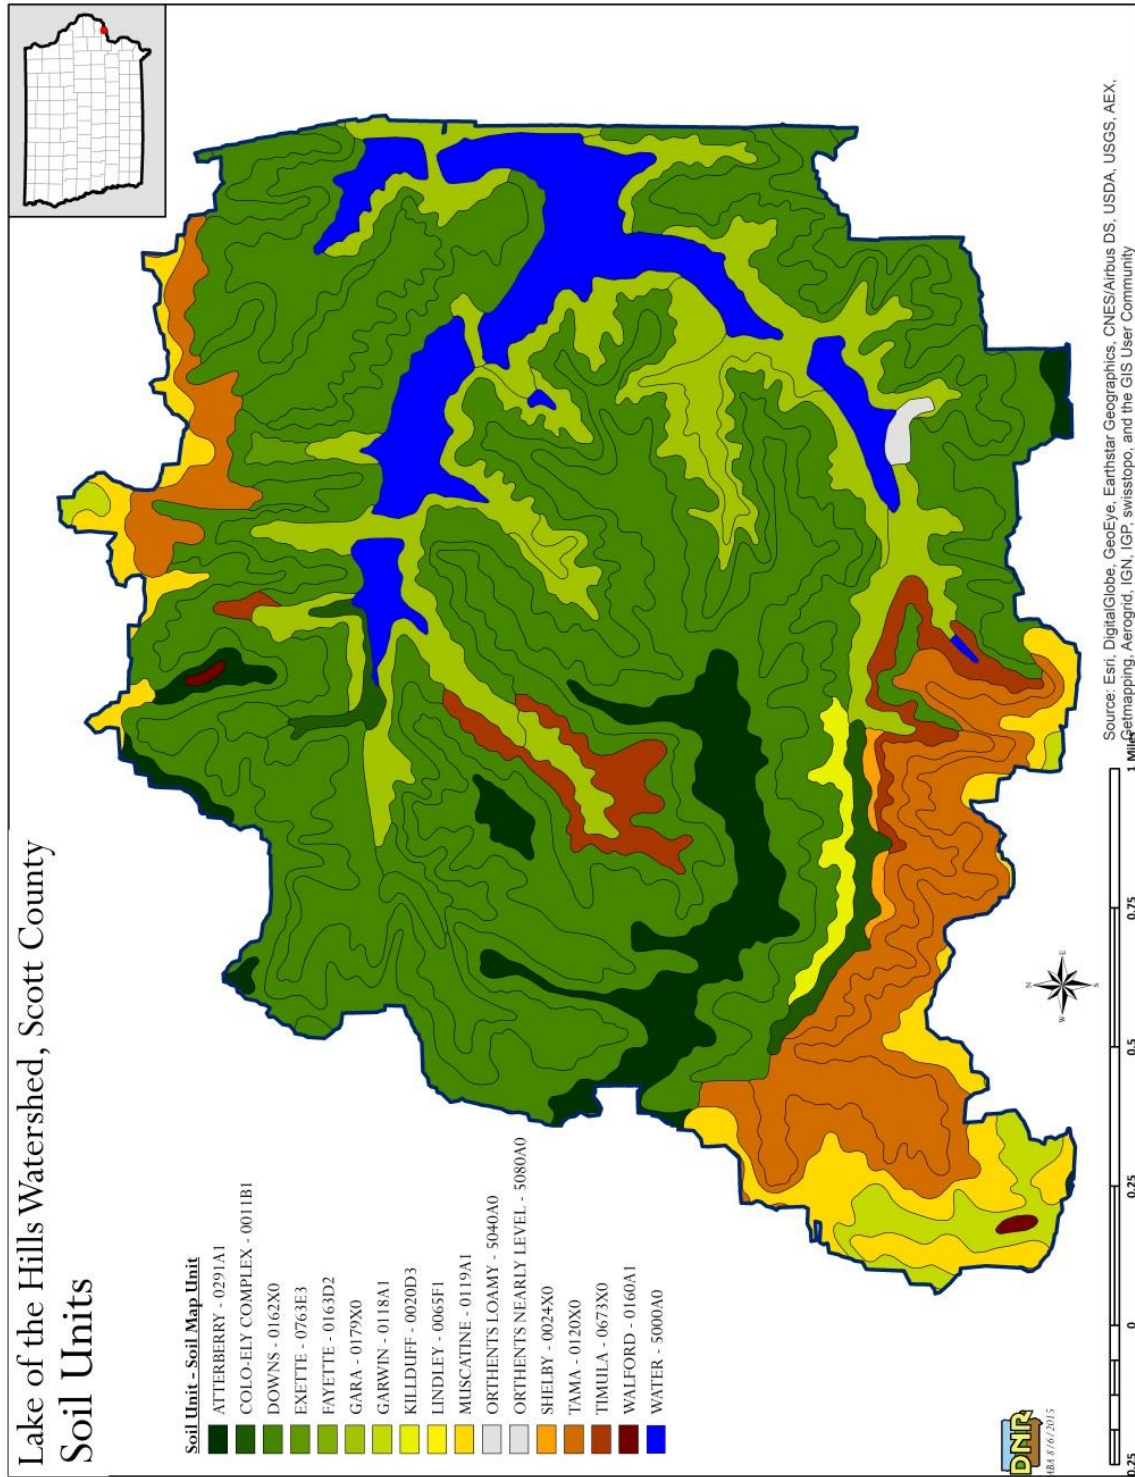 Lake of the Hills Watershed, Scott County
Soil Units
Soil Unit - Soil Map Unit
ATTERBERRY - 0291A1
COLO-ELY COMPLEX - 0011B1
DOWNS - 0162X0
EXETTE - 0763E3
FAYETTE - 0163D2
GARA - 0179X0
GARWIN - 0118A1
KILLDUFF - 0020D3
LINDLEY - 0065F1
MUSCATINE - 0119A1
ORTHENTS LOAMY - 5040A0
ORTHENTS NEARLY LEVEL - 5080A0
SHELBY - 0024X0
TAMA - 0120X0
TIMULA - 0673X0
WALFORD - 0160A1
WATER - 5000A0
N
W E
S
DNR
ABA 8/6/2015
0.25 0 0.25 0.5 0.75 1 Miles
Source: Esri, DigitalGlobe, GeoEye, Earthstar Geographics, CNES/Airbus DS, USDA, USGS, AEX,
Getmapping, Aerogrid, IGN, IGP, swisstopo, and the GIS User Community